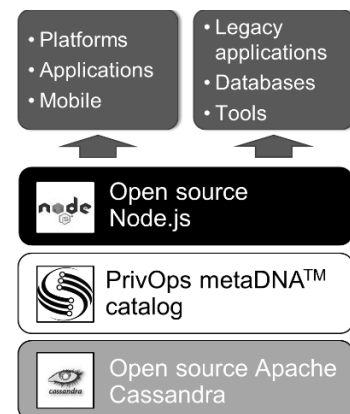 • Platforms
• Applications
• Mobile
• Legacy
applications
• Databases
• Tools
node
JS
Open source
Node.js
PrivOps metaDNA™
catalog
cassandra
Open source Apache
Cassandra